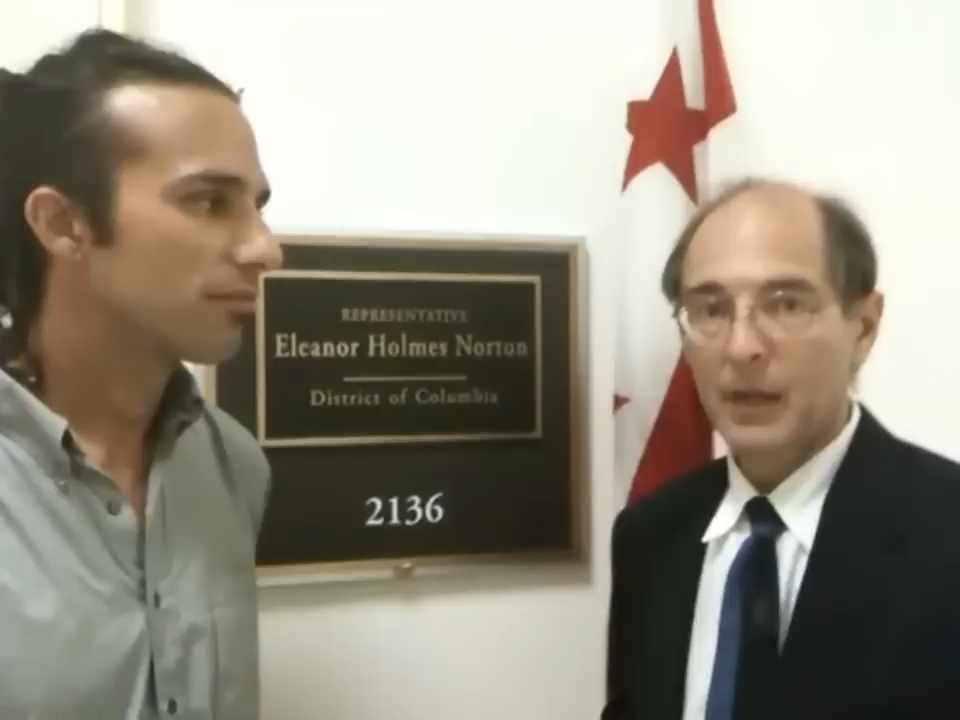 REPRESENTATIVE
Eleanor Holmes Norton
District of Columbia
2136